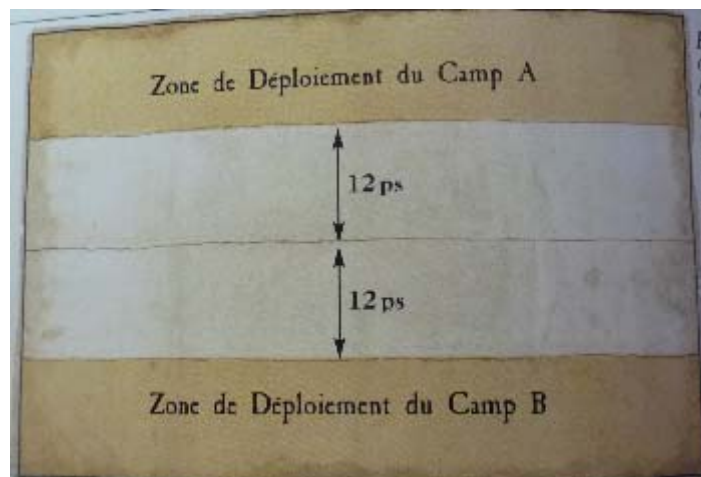 Zone de Déploiement du Camp A
12 ps
12 ps
Zone de Déploiement du Camp B